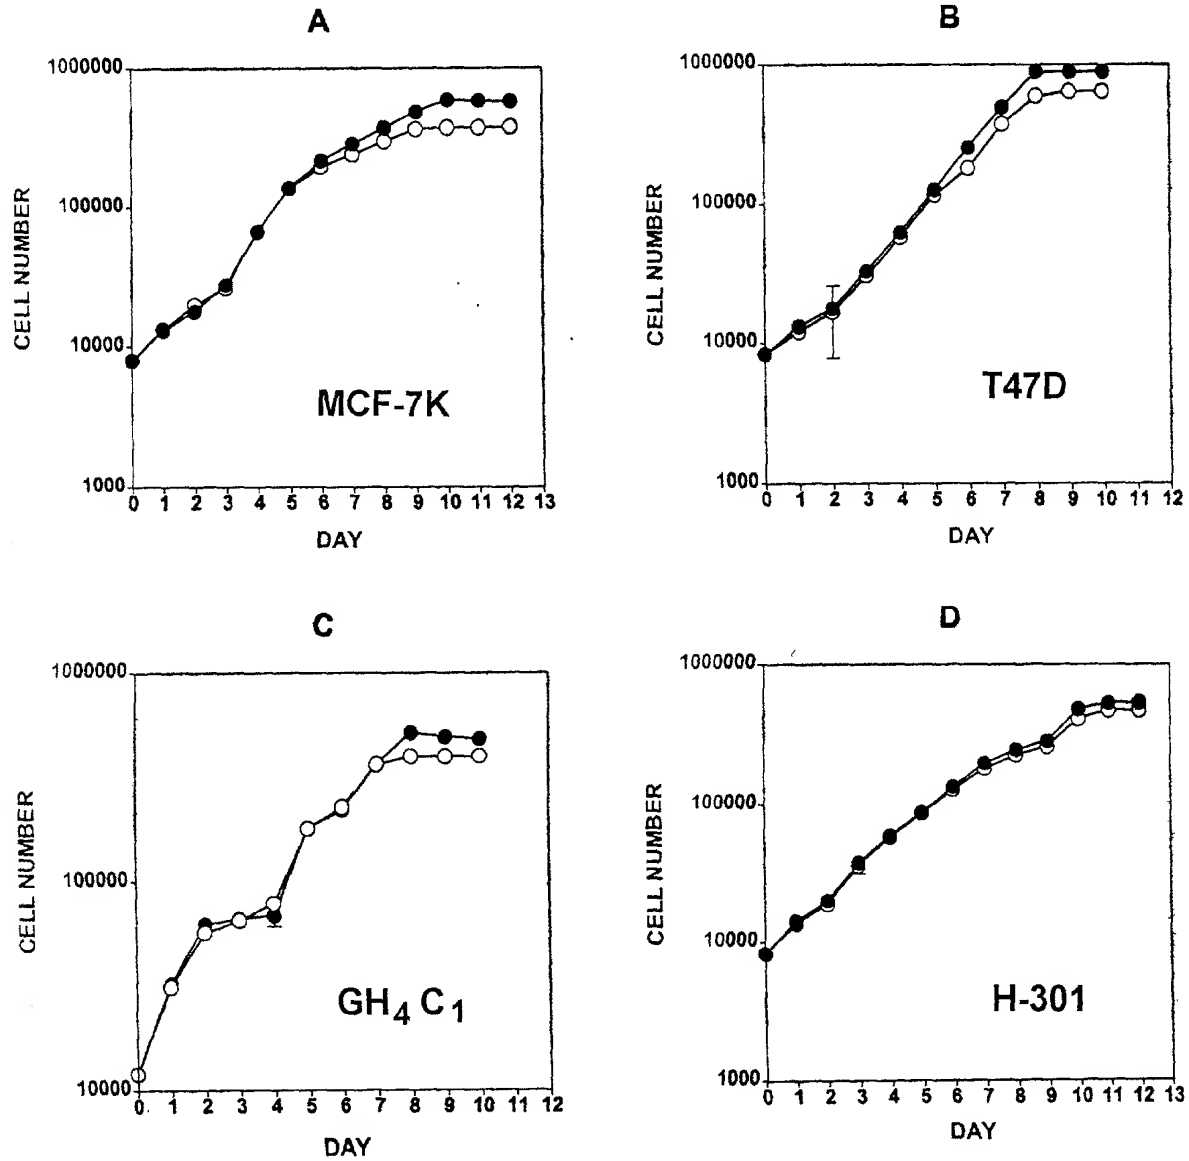 A
1000000
100000
10000
1000
CELL NUMBER
0 1 2 3 4 5 6 7 8 9 10 11 12 13
DAY
MCF-7K
B
1000000
100000
10000
1000
CELL NUMBER
0 1 2 3 4 5 6 7 8 9 10 11 12
DAY
T47D
C
1000000
100000
10000
CELL NUMBER
0 1 2 3 4 5 6 7 8 9 10 11 12
DAY
GH4 C1
D
1000000
100000
10000
1000
CELL NUMBER
0 1 2 3 4 5 6 7 8 9 10 11 12 13
DAY
H-301